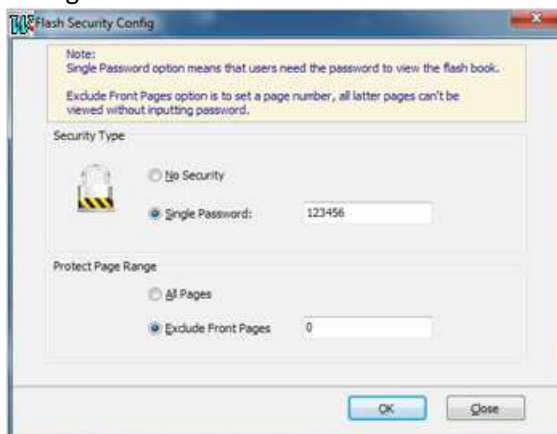 Flash Security Config
Note:
Single Password option means that users need the password to view the flash book.
Exclude Front Pages option is to set a page number, all latter pages can't be
viewed without inputting password.
Security Type
No Security
Single Password:
123456
Protect Page Range
All Pages
Exclude Front Pages
0
OK
Close